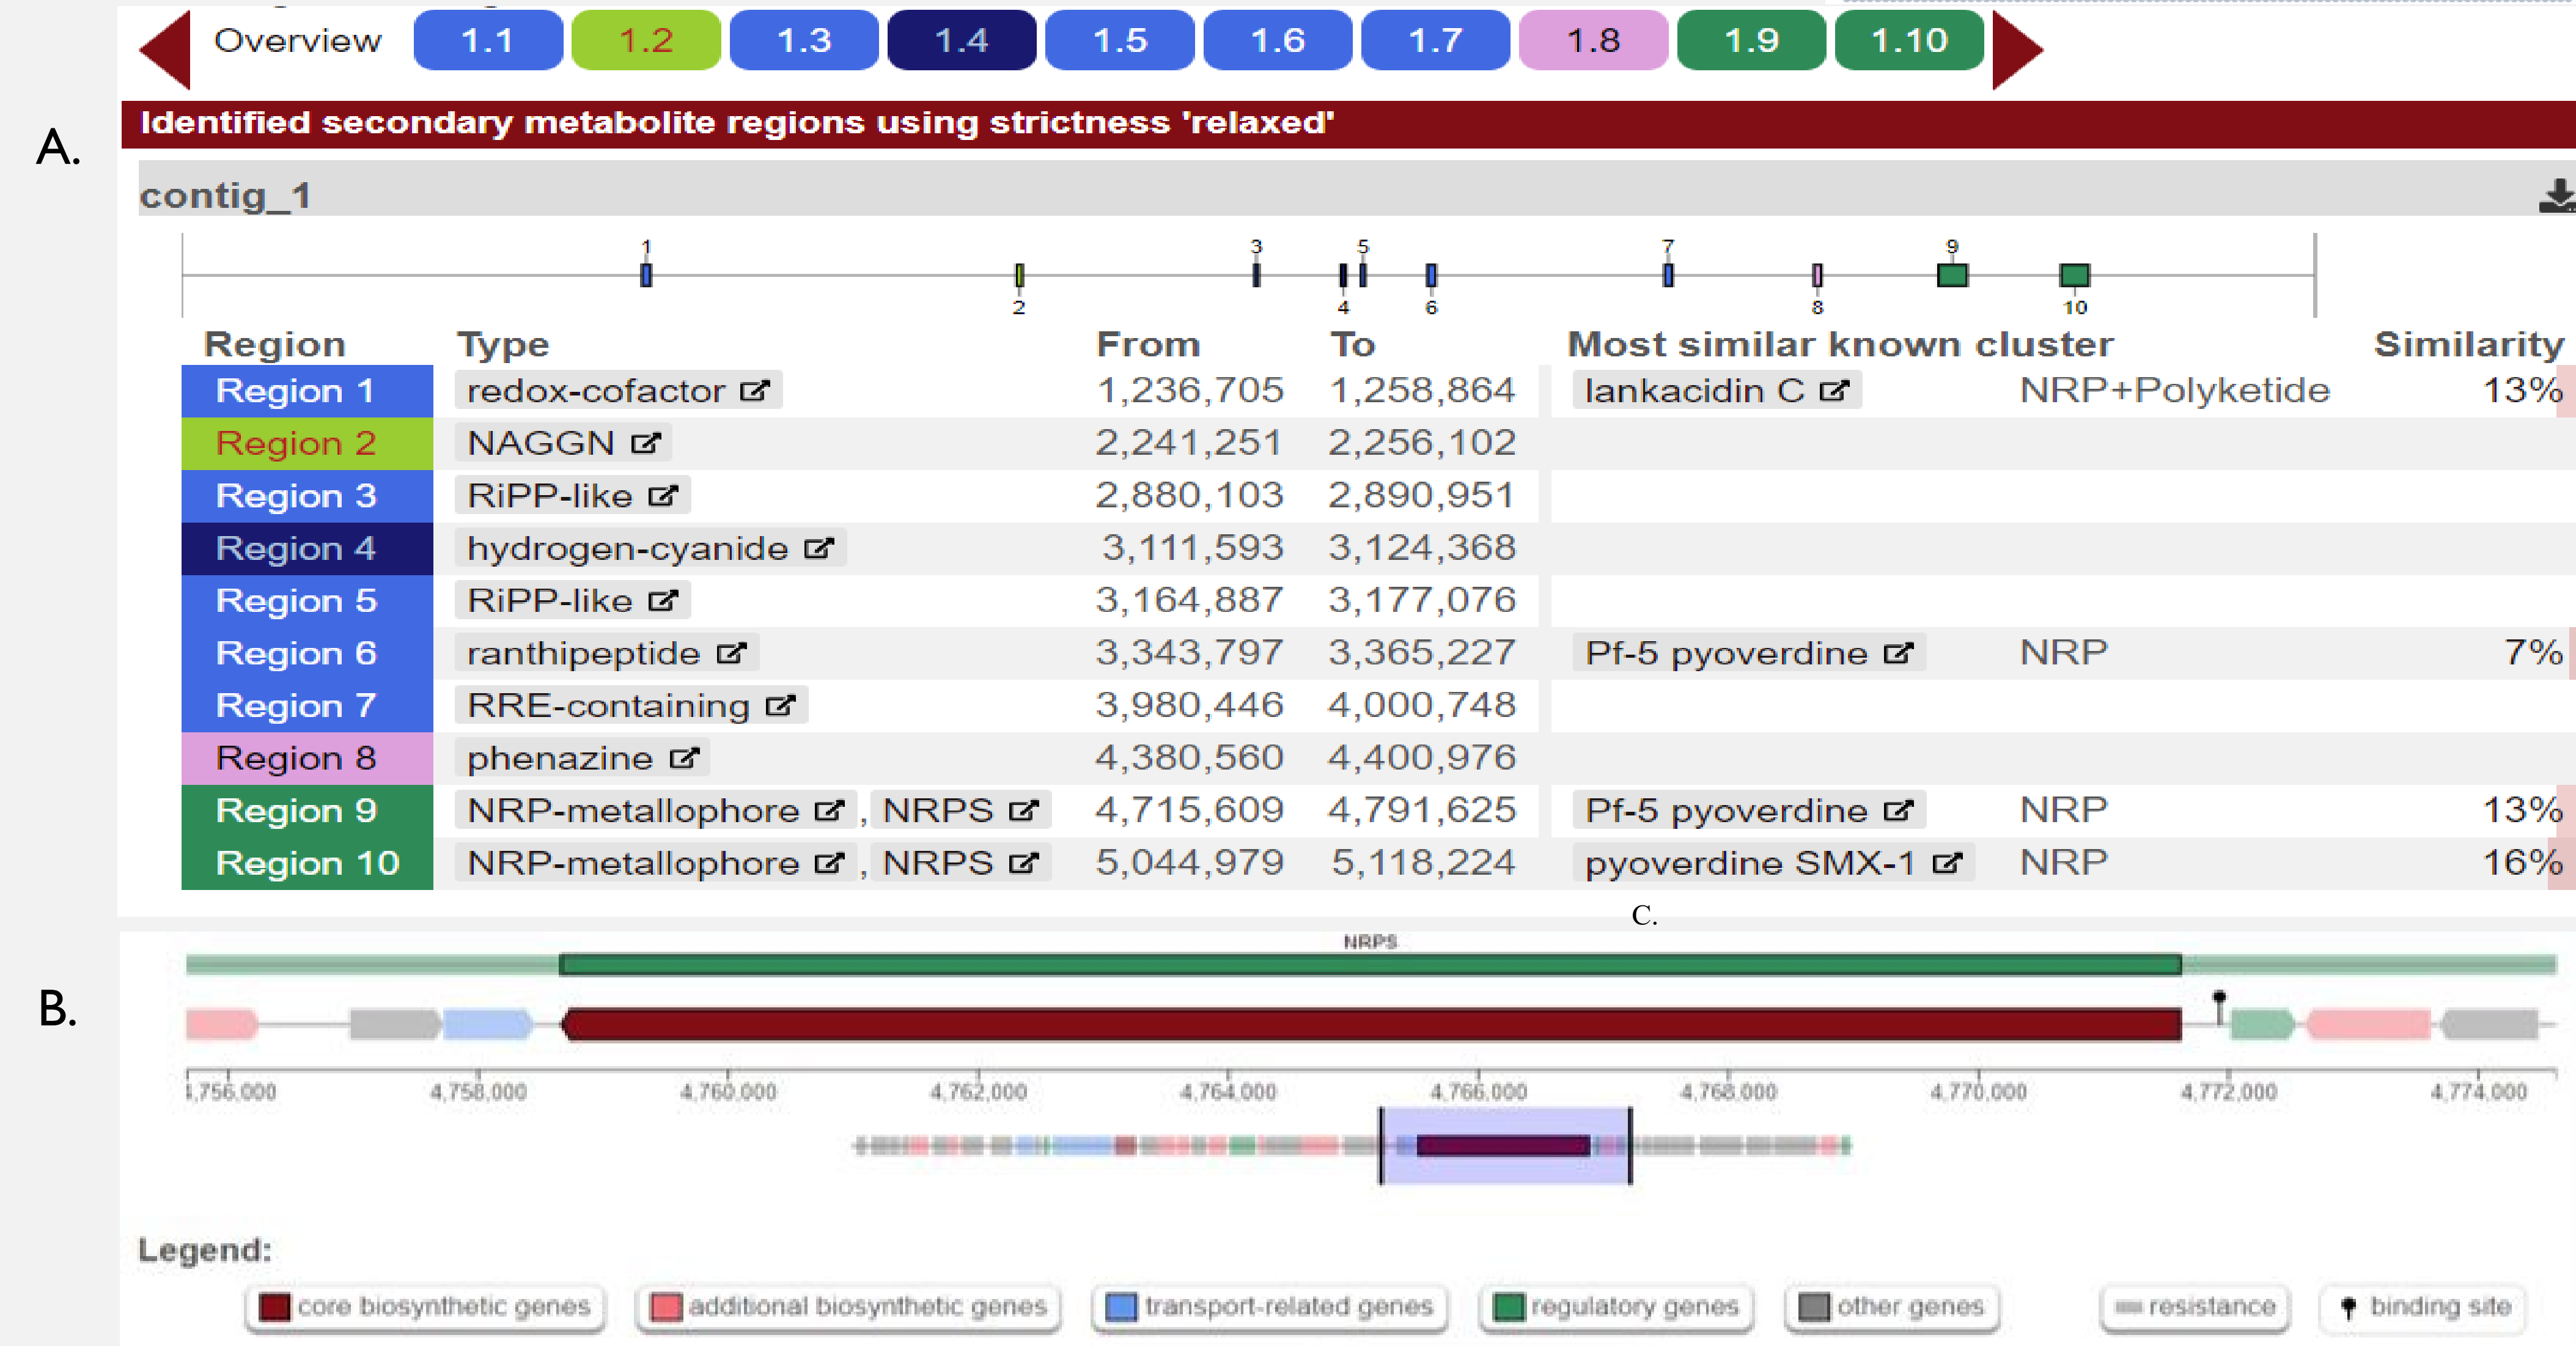 Overview 1.1 1.2 1.3 1.4 1.5 1.6 1.7 1.8 1.9 1.10
A.
Identified secondary metabolite regions using strictness 'relaxed'
contig_1
1 3 5 7 9
2 4 6 8 10
Region Type From To Most similar known cluster Similarity
Region 1 redox-cofactor 1,236,705 1,258,864 lankacidin C NRP+Polyketide 13%
Region 2 NAGGN 2,241,251 2,256,102
Region 3 RiPP-like 2,880,103 2,890,951
Region 4 hydrogen-cyanide 3,111,593 3,124,368
Region 5 RiPP-like 3,164,887 3,177,076
Region 6 ranthipeptide 3,343,797 3,365,227 Pf-5 pyoverdine NRP 7%
Region 7 RRE-containing 3,980,446 4,000,748
Region 8 phenazine 4,380,560 4,400,976
Region 9 NRP-metallophore , NRPS 4,715,609 4,791,625 Pf-5 pyoverdine NRP 13%
Region 10 NRP-metallophore , NRPS 5,044,979 5,118,224 pyoverdine SMX-1 NRP 16%
C.
B.
NRPS
4,756,000 4,758,000 4,760,000 4,762,000 4,764,000 4,766,000 4,768,000 4,770,000 4,772,000 4,774,000
Legend:
core biosynthetic genes additional biosynthetic genes transport-related genes regulatory genes other genes resistance binding site